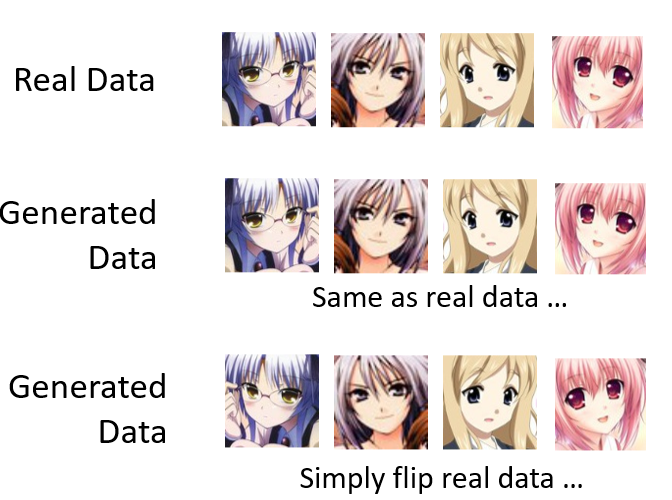 Real Data
Generated
Data
Same as real data ...
Generated
Data
Simply flip real data ...